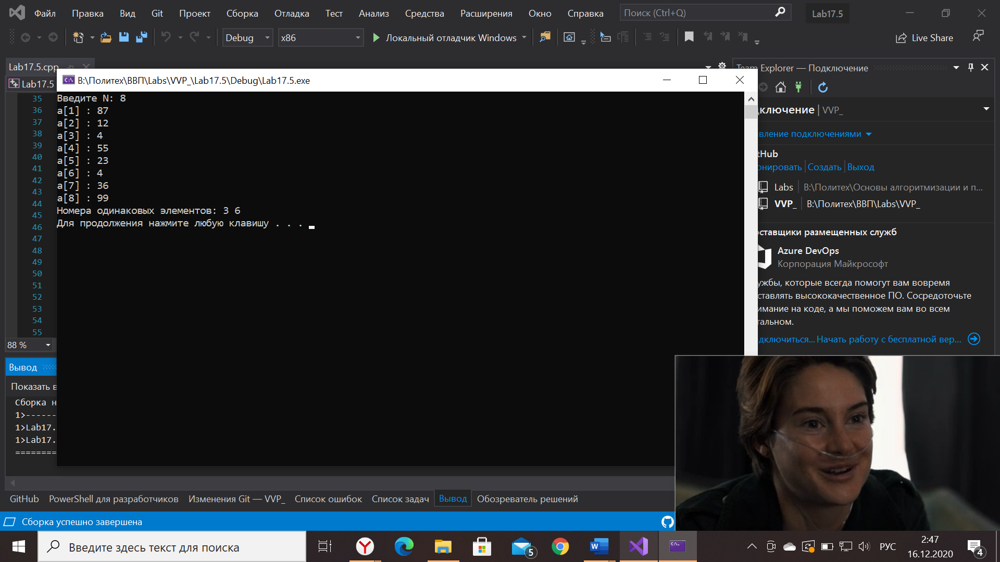 Файл Правка Вид Git Проект Сборка Отладка Тест Анализ Средства Расширения Окно Справка Поиск (Ctrl+Q) Lab17.5
Debug x86 Локальный отладчик Windows Live Share
Lab17.5.cpp
Team Explorer — Подключение
Lab17.5
B:\Политех\ВВП\Labs\VVP_\Lab17.5\Debug\Lab17.5.exe
35
36
37
38
39
40
41
42
43
44
45
46
47
48
49
50
51
52
53
54
55
Введите N: 8
a[1] : 87
a[2] : 12
a[3] : 4
a[4] : 55
a[5] : 23
a[6] : 4
a[7] : 36
a[8] : 99
Номера одинаковых элементов: 3 6
Для продолжения нажмите любую клавишу . . .
дключение | VVP_
вление подключениями
tHub
онировать Создать Выход
Labs B:\Политех\Основы алгоритмизации и п...
VVP_ B:\Политех\ВВП\Labs\VVP_
оставщики размещенных служб
Azure DevOps
Корпорация Майкрософт
ужбы, которые всегда помогут вам вовремя
ставлять высококачественное ПО. Сосредоточьте
имание на коде, а мы поможем вам во всем
тальном.
дключиться... Начать работу с бесплатной вер...
88 %
Вывод
Показать в
Сборка н
1>------
1>Lab17.
1>Lab17.
========
GitHub PowerShell для разработчиков Изменения Git — VVP_ Список ошибок Список задач Вывод Обозреватель решений
Сборка успешно завершена
Введите здесь текст для поиска
5
РУС
2:47
16.12.2020
4